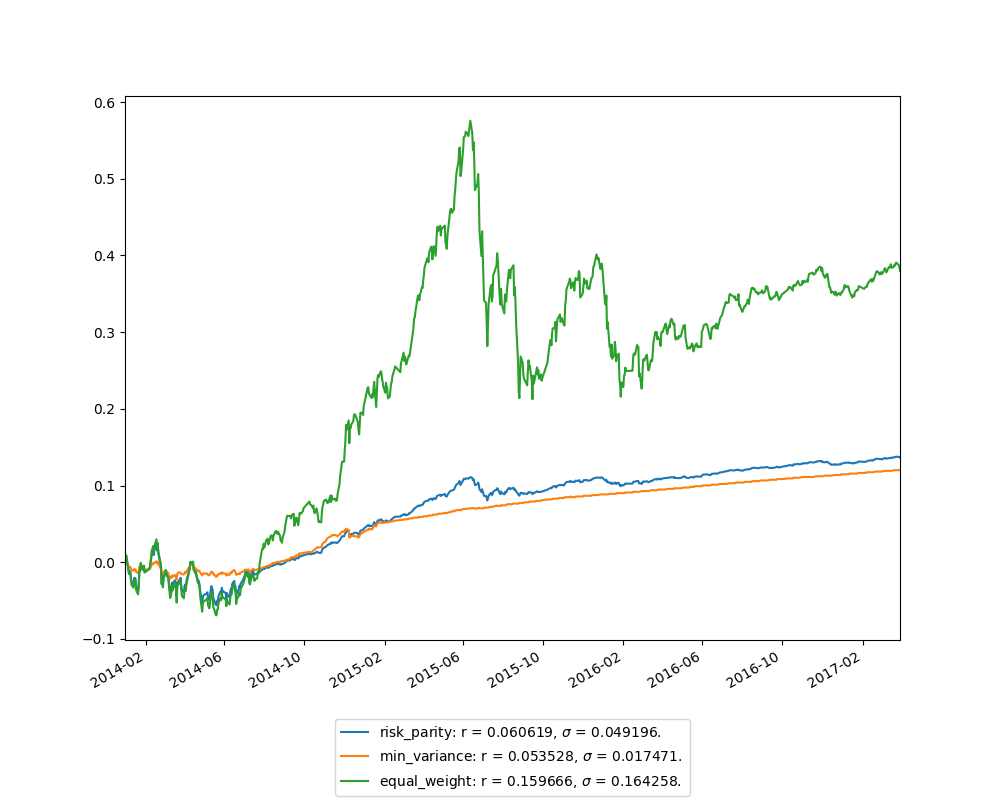 0.6
0.5
0.4
0.3
0.2
0.1
0.0
−0.1
2014-02 2014-06 2014-10 2015-02 2015-06 2015-10 2016-02 2016-06 2016-10 2017-02
risk_parity: r = 0.060619, σ = 0.049196.
min_variance: r = 0.053528, σ = 0.017471.
equal_weight: r = 0.159666, σ = 0.164258.